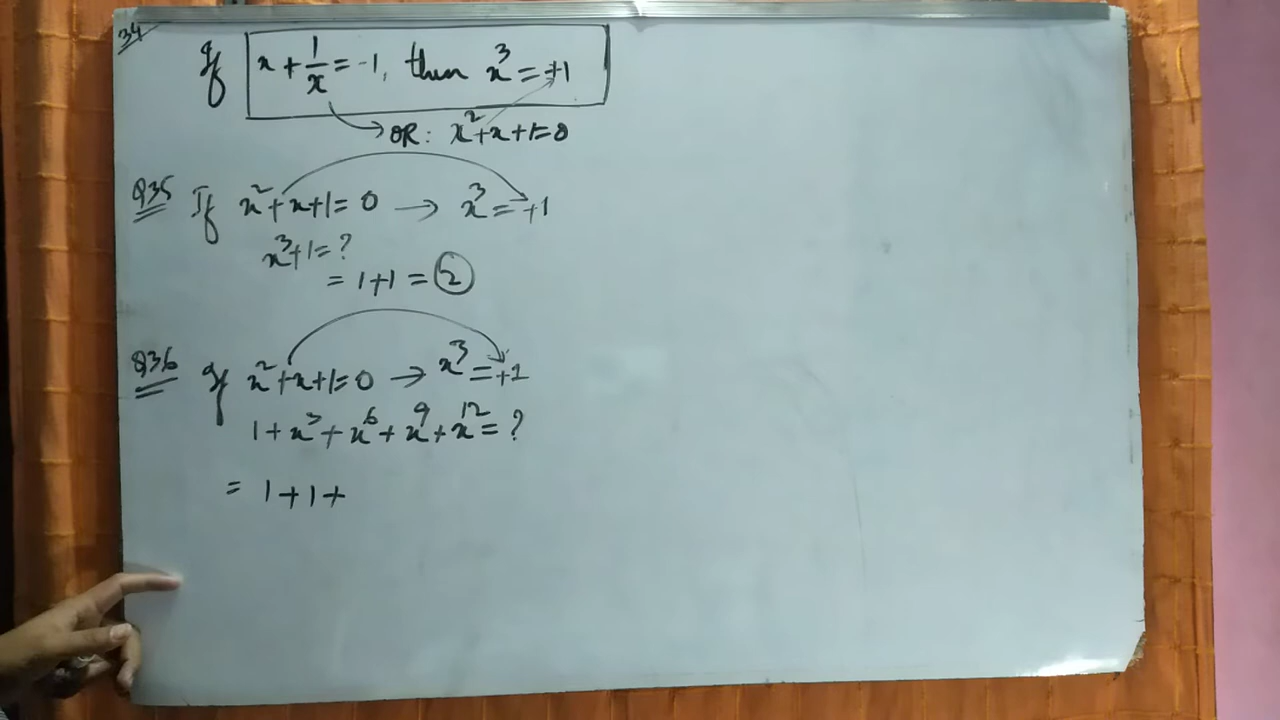 34
If x + 1/x = -1, then x³ = +1
OR: x² + x + 1 = 0
Q35 If x² + x + 1 = 0 → x³ = +1
x³ + 1 = ?
= 1 + 1 = 2
Q36 If x² + x + 1 = 0 → x³ = +1
1 + x³ + x⁶ + x⁹ + x¹² = ?
= 1 + 1 +